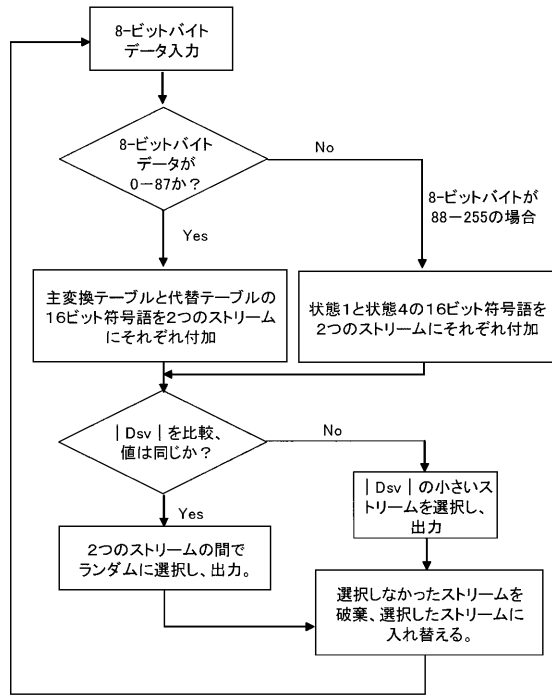 8-ビットバイト
データ入力
8-ビットバイト
データが
0－87か？
No
8-ビットバイトが
88－255の場合
Yes
主変換テーブルと代替テーブルの
16ビット符号語を2つのストリーム
にそれぞれ付加
状態1と状態4の16ビット符号語を
2つのストリームにそれぞれ付加
｜Dsv｜を比較、
値は同じか？
No
Yes
｜Dsv｜の小さいス
トリームを選択し、
出力
2つのストリームの間で
ランダムに選択し、出力。
選択しなかったストリームを
破棄、選択したストリームに
入れ替える。